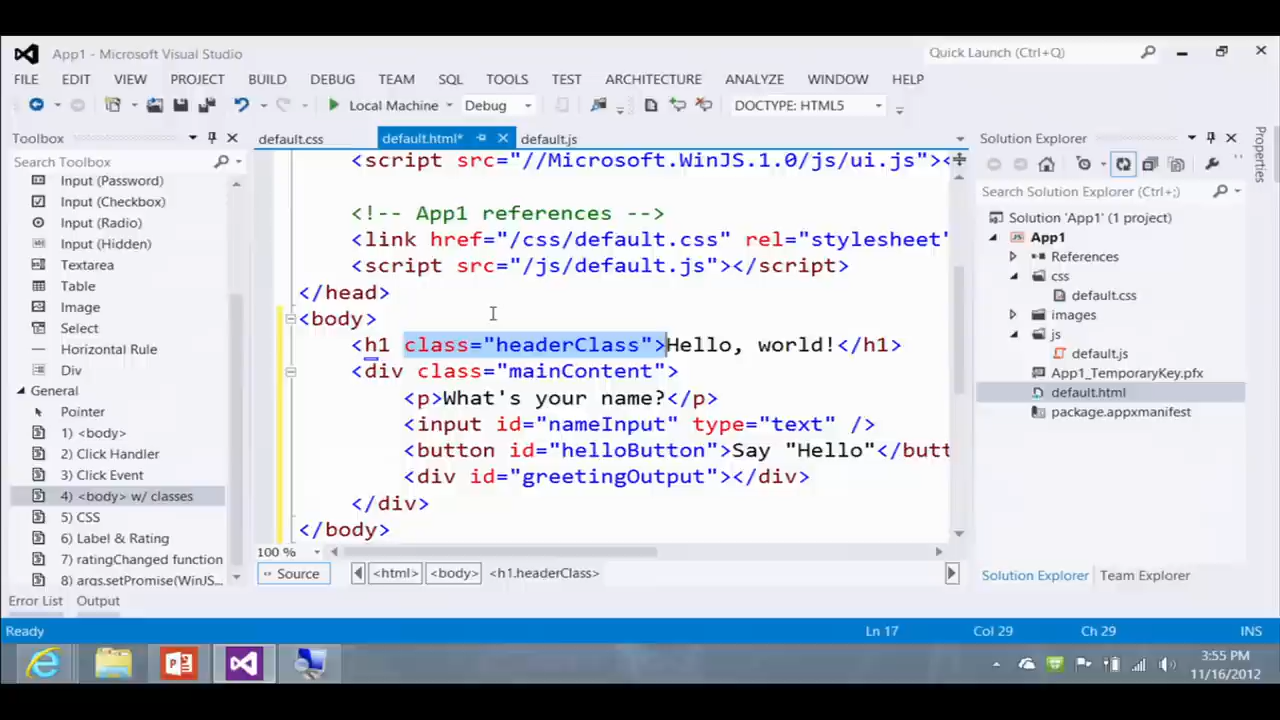 App1 - Microsoft Visual Studio
Quick Launch (Ctrl+Q)
FILE EDIT VIEW PROJECT BUILD DEBUG TEAM SQL TOOLS TEST ARCHITECTURE ANALYZE WINDOW HELP
Local Machine Debug DOCTYPE: HTML5
Toolbox
Search Toolbox
Input (Password)
Input (Checkbox)
Input (Radio)
Input (Hidden)
Textarea
Table
Image
Select
Horizontal Rule
Div
General
Pointer
1) <body>
2) Click Handler
3) Click Event
4) <body> w/ classes
5) CSS
6) Label & Rating
7) ratingChanged function
8) args.setPromise(WinJS...
default.css default.html* default.js
<script src="//Microsoft.WinJS.1.0/js/ui.js"><
<!-- App1 references -->
<link href="/css/default.css" rel="stylesheet"
<script src="/js/default.js"></script>
</head>
<body>
<h1 class="headerClass">Hello, world!</h1>
<div class="mainContent">
<p>What's your name?</p>
<input id="nameInput" type="text" />
<button id="helloButton">Say "Hello"</butt
<div id="greetingOutput"></div>
</div>
</body>
100 %
Source <html> <body> <h1.headerClass>
Solution Explorer
Search Solution Explorer (Ctrl+;)
Solution 'App1' (1 project)
App1
References
css
default.css
images
js
default.js
App1_TemporaryKey.pfx
default.html
package.appxmanifest
Solution Explorer Team Explorer
Properties
Error List Output
Ready Ln 17 Col 29 Ch 29 INS
3:55 PM
11/16/2012